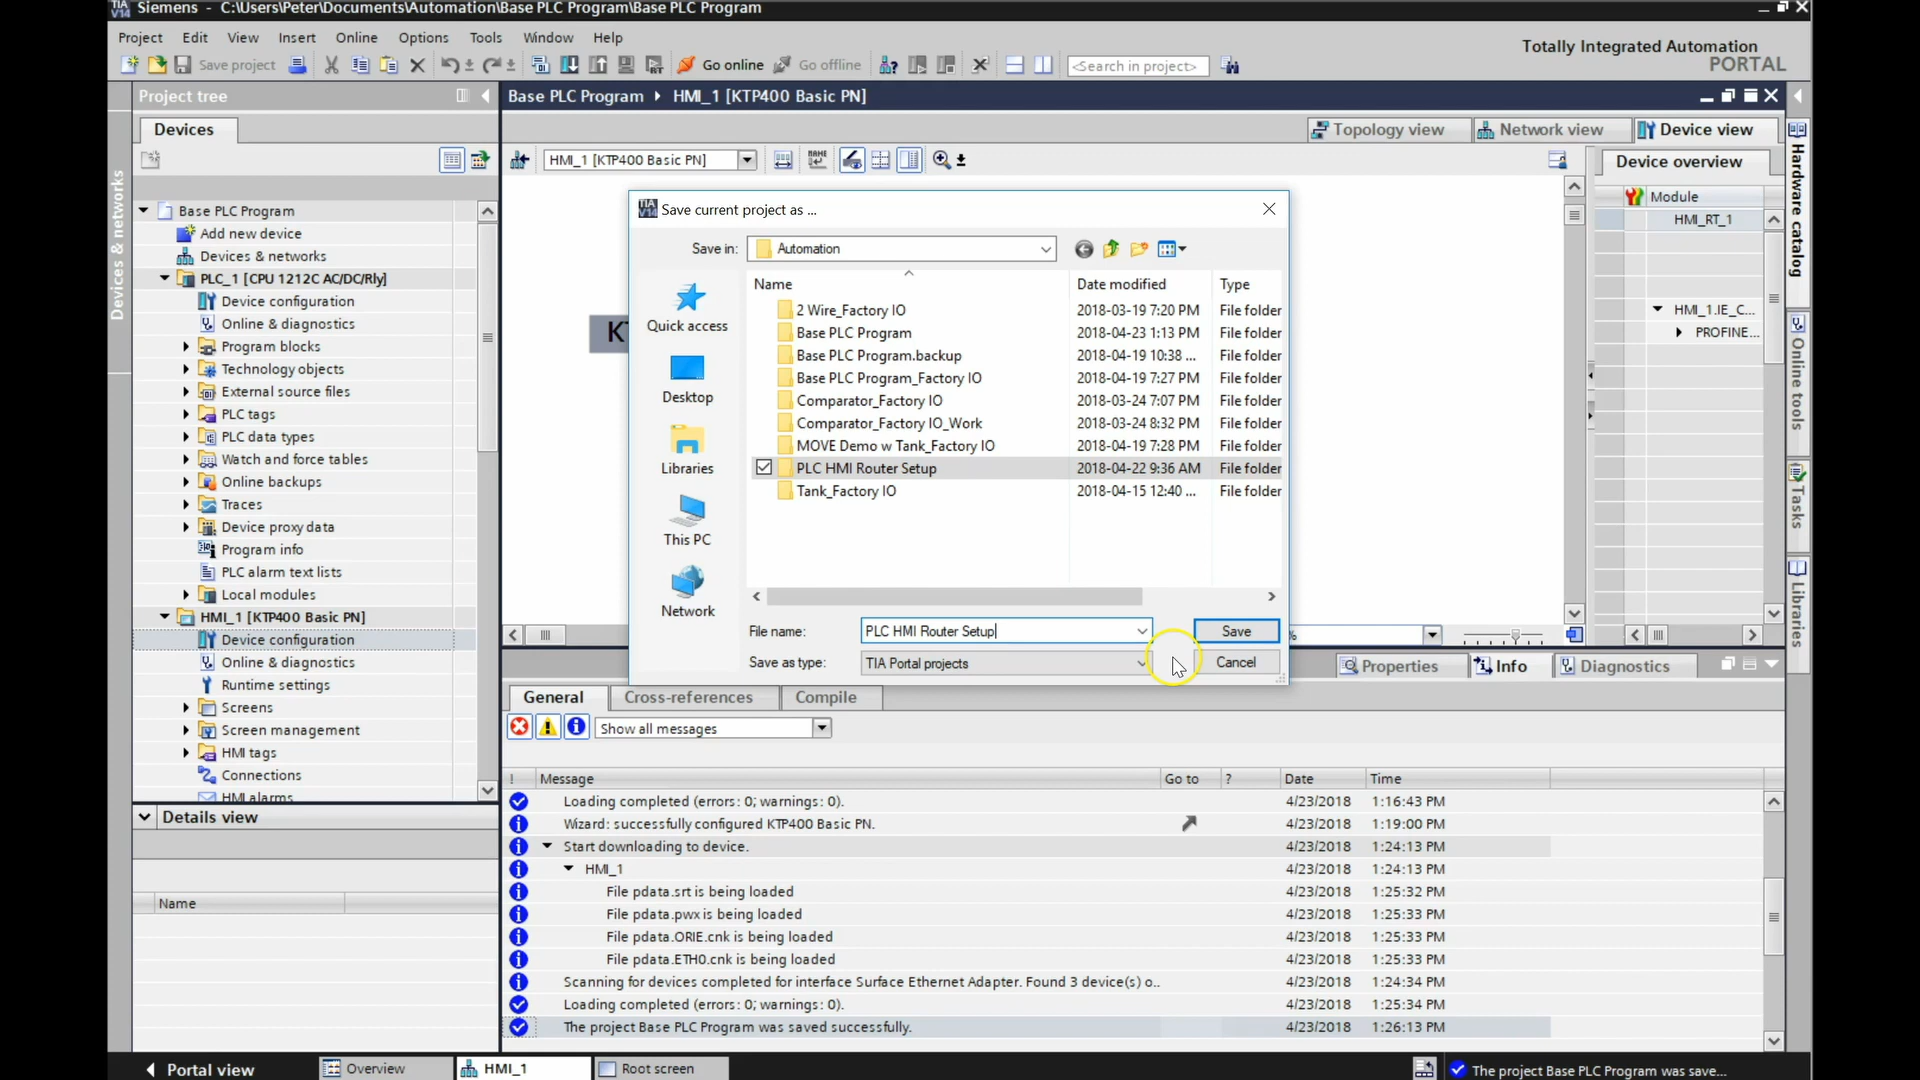 TIA V14 Siemens - C:\Users\Peter\Documents\Automation\Base PLC Program\Base PLC Program
Project Edit View Insert Online Options Tools Window Help
Totally Integrated Automation
PORTAL
Save project Go online Go offline <Search in project>
Project tree
Base PLC Program HMI_1 [KTP400 Basic PN]
Devices
Topology view Network view Device view
HMI_1 [KTP400 Basic PN]
NAME
Device overview
Devices & networks
Base PLC Program
Add new device
Devices & networks
PLC_1 [CPU 1212C AC/DC/Rly]
Device configuration
Online & diagnostics
Program blocks
Technology objects
External source files
PLC tags
PLC data types
Watch and force tables
Online backups
Traces
Device proxy data
Program info
PLC alarm text lists
Local modules
HMI_1 [KTP400 Basic PN]
Device configuration
Online & diagnostics
Runtime settings
Screens
Screen management
HMI tags
Connections
HMI alarms
Details view
Name
KT
TIA V14 Save current project as ...
Save in: Automation
Quick access
Desktop
Libraries
This PC
Network
Name Date modified Type
2 Wire_Factory IO 2018-03-19 7:20 PM File folder
Base PLC Program 2018-04-23 1:13 PM File folder
Base PLC Program.backup 2018-04-19 10:38 ... File folder
Base PLC Program_Factory IO 2018-04-19 7:27 PM File folder
Comparator_Factory IO 2018-03-24 7:07 PM File folder
Comparator_Factory IO_Work 2018-03-24 8:32 PM File folder
MOVE Demo w Tank_Factory IO 2018-04-19 7:28 PM File folder
PLC HMI Router Setup 2018-04-22 9:36 AM File folder
Tank_Factory IO 2018-04-15 12:40 ... File folder
File name: PLC HMI Router Setup Save
Save as type: TIA Portal projects Cancel
%
Module
HMI_RT_1
HMI_1.IE_C...
PROFINE...
Hardware catalog
Online tools
Tasks
Libraries
Properties Info Diagnostics
General Cross-references Compile
Show all messages
! Message Go to ? Date Time
Loading completed (errors: 0; warnings: 0). 4/23/2018 1:16:43 PM
Wizard: successfully configured KTP400 Basic PN. 4/23/2018 1:19:00 PM
Start downloading to device. 4/23/2018 1:24:13 PM
HMI_1 4/23/2018 1:24:13 PM
File pdata.srt is being loaded 4/23/2018 1:25:32 PM
File pdata.pwx is being loaded 4/23/2018 1:25:33 PM
File pdata.ORIE.cnk is being loaded 4/23/2018 1:25:33 PM
File pdata.ETH0.cnk is being loaded 4/23/2018 1:25:33 PM
Scanning for devices completed for interface Surface Ethernet Adapter. Found 3 device(s) o.. 4/23/2018 1:24:34 PM
Loading completed (errors: 0; warnings: 0). 4/23/2018 1:25:34 PM
The project Base PLC Program was saved successfully. 4/23/2018 1:26:13 PM
Portal view Overview HMI_1 Root screen The project Base PLC Program was save...